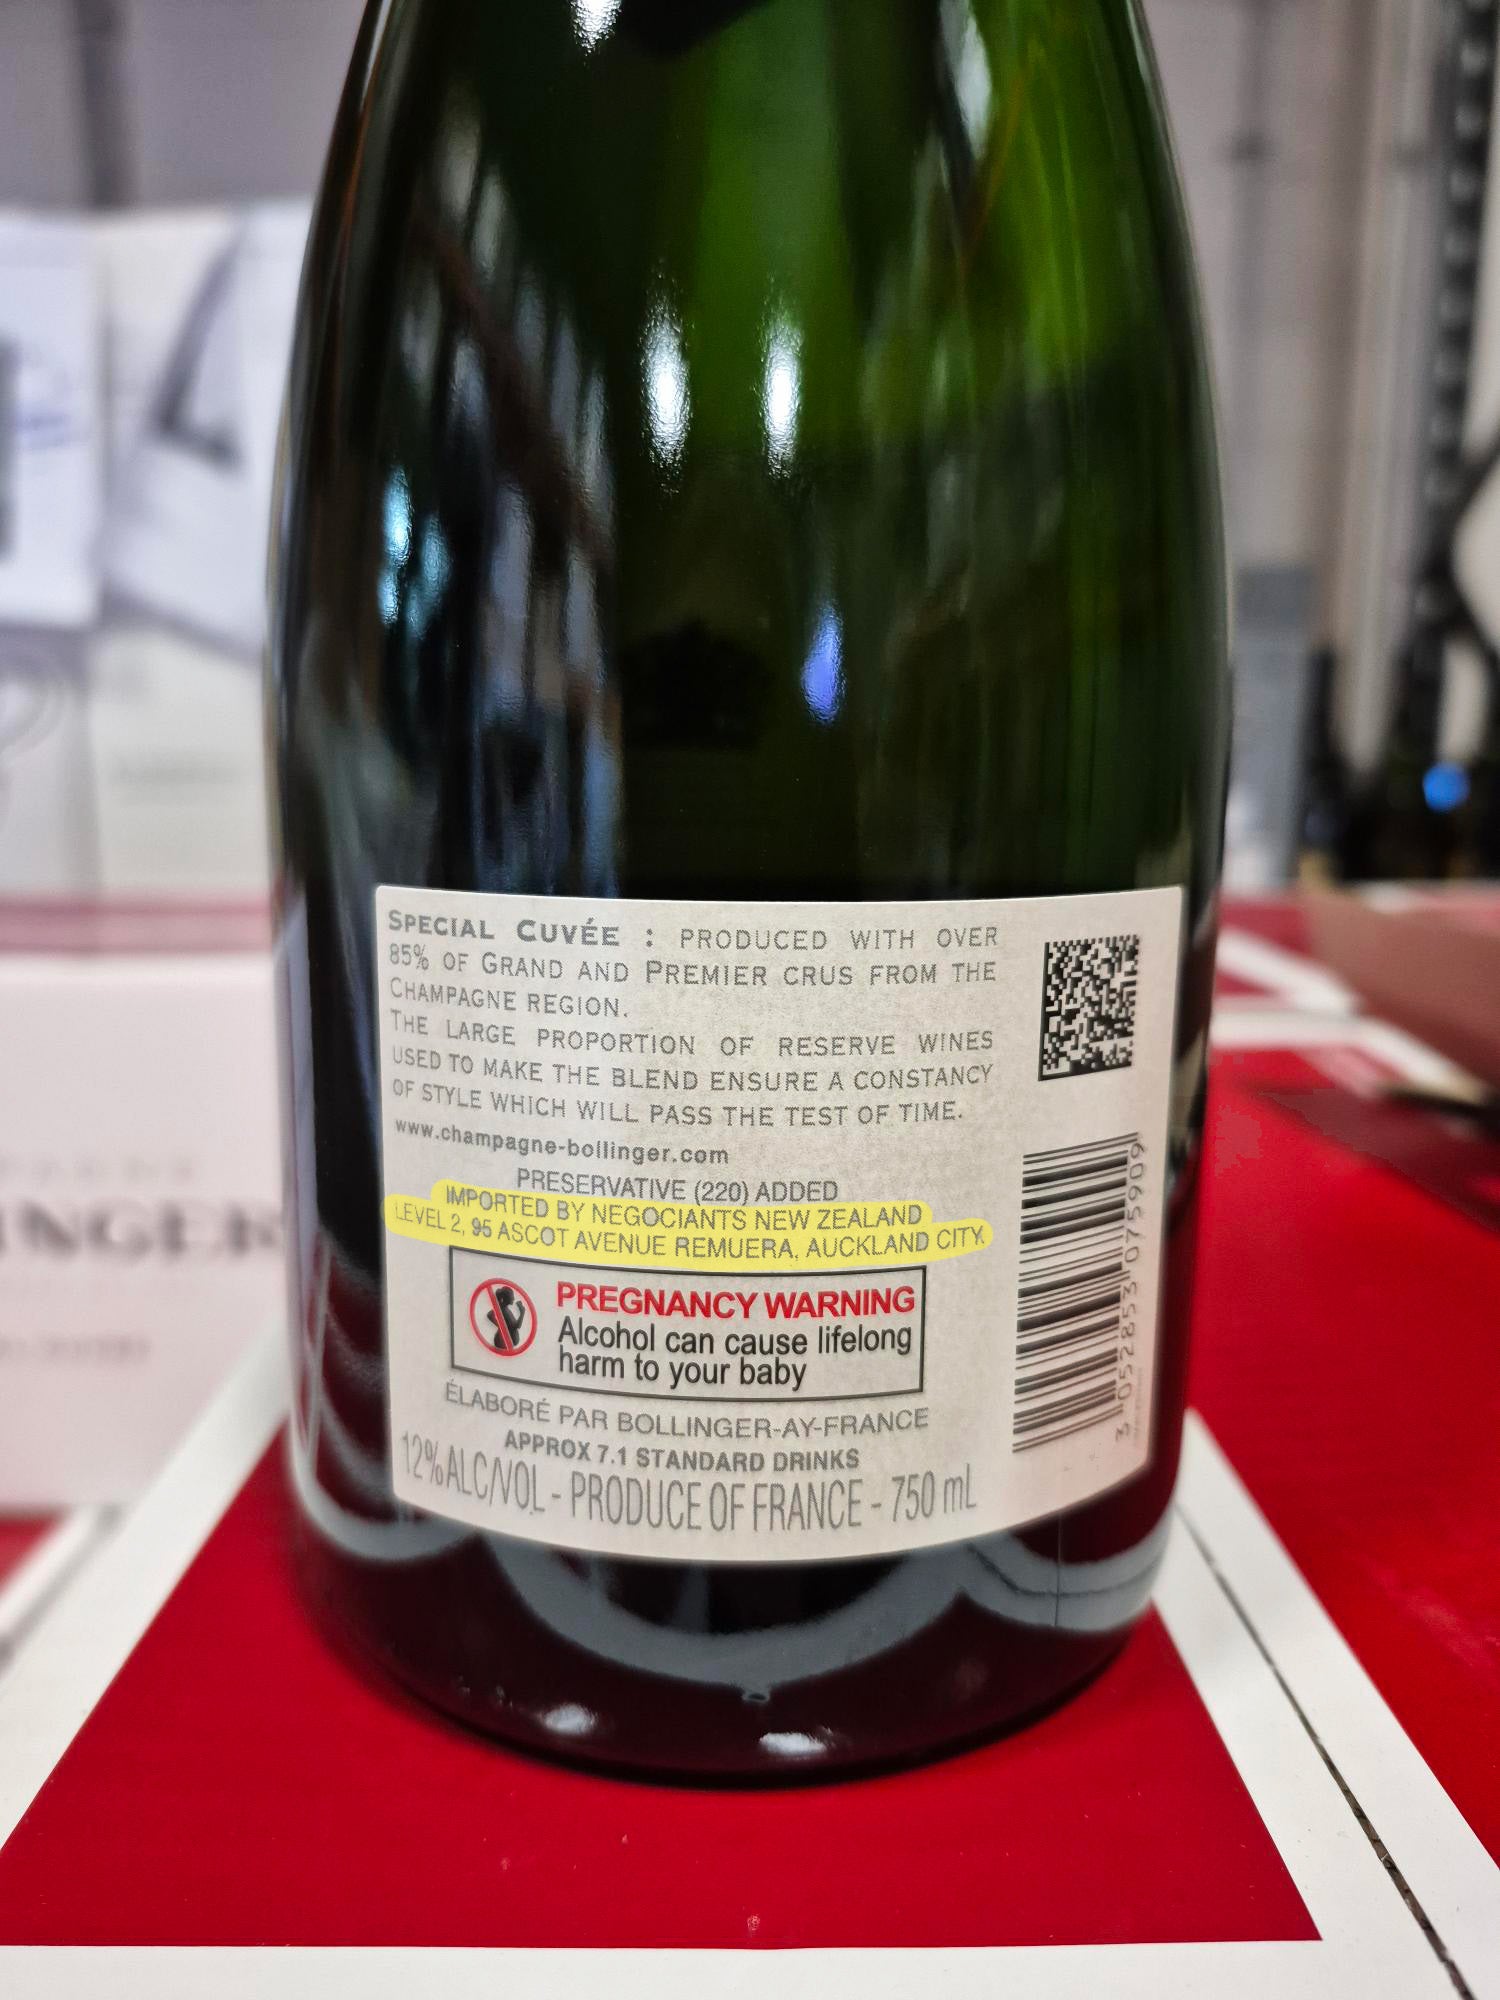 SPECIAL CUVÉE : PRODUCED WITH OVER
85% OF GRAND AND PREMIER CRUS FROM THE
CHAMPAGNE REGION.
THE LARGE PROPORTION OF RESERVE WINES
USED TO MAKE THE BLEND ENSURE A CONSTANCY
OF STYLE WHICH WILL PASS THE TEST OF TIME.
www.champagne-bollinger.com
PRESERVATIVE (220) ADDED
IMPORTED BY NEGOCIANTS NEW ZEALAND
LEVEL 2, 95 ASCOT AVENUE REMUERA, AUCKLAND CITY.
PREGNANCY WARNING
Alcohol can cause lifelong
harm to your baby
ÉLABORÉ PAR BOLLINGER-AY-FRANCE
APPROX 7.1 STANDARD DRINKS
12%ALC/VOL - PRODUCE OF FRANCE - 750 mL
3 052853 075909